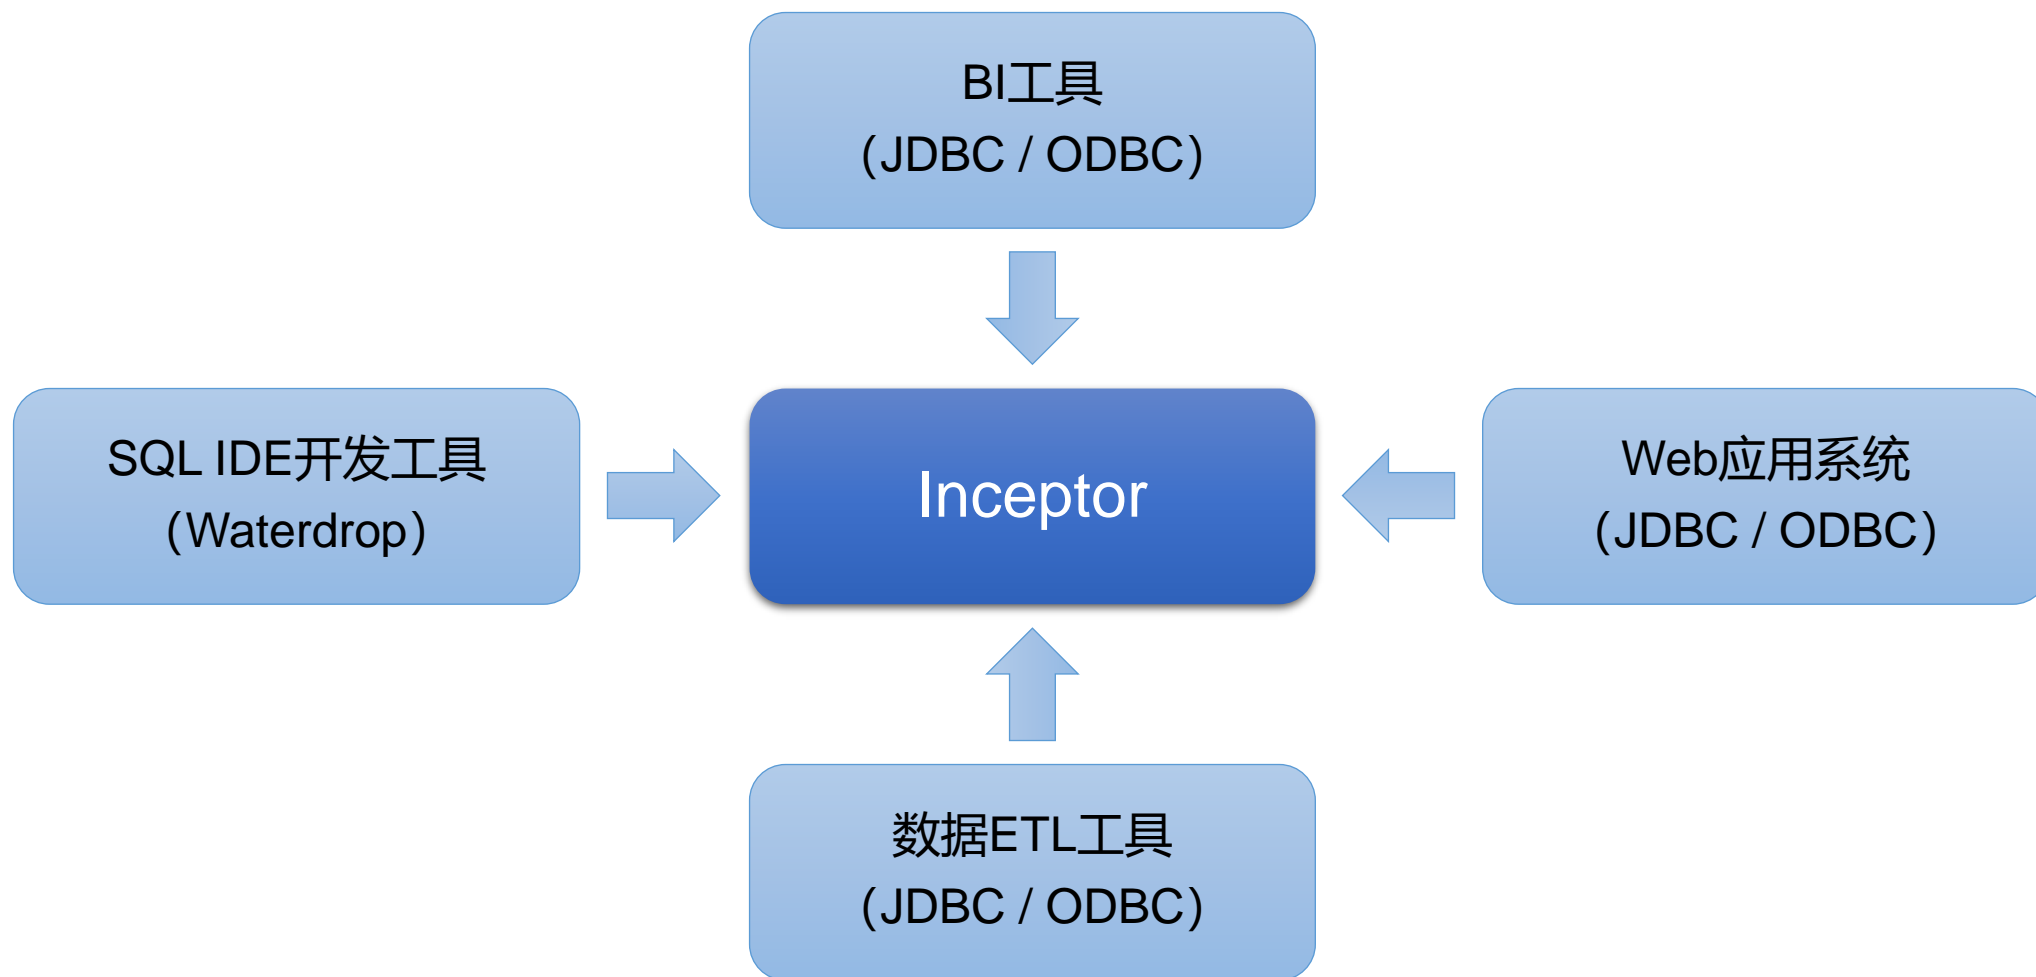 BI工具
(JDBC / ODBC)
SQL IDE开发工具
(Waterdrop)
Inceptor
Web应用系统
(JDBC / ODBC)
数据ETL工具
(JDBC / ODBC)